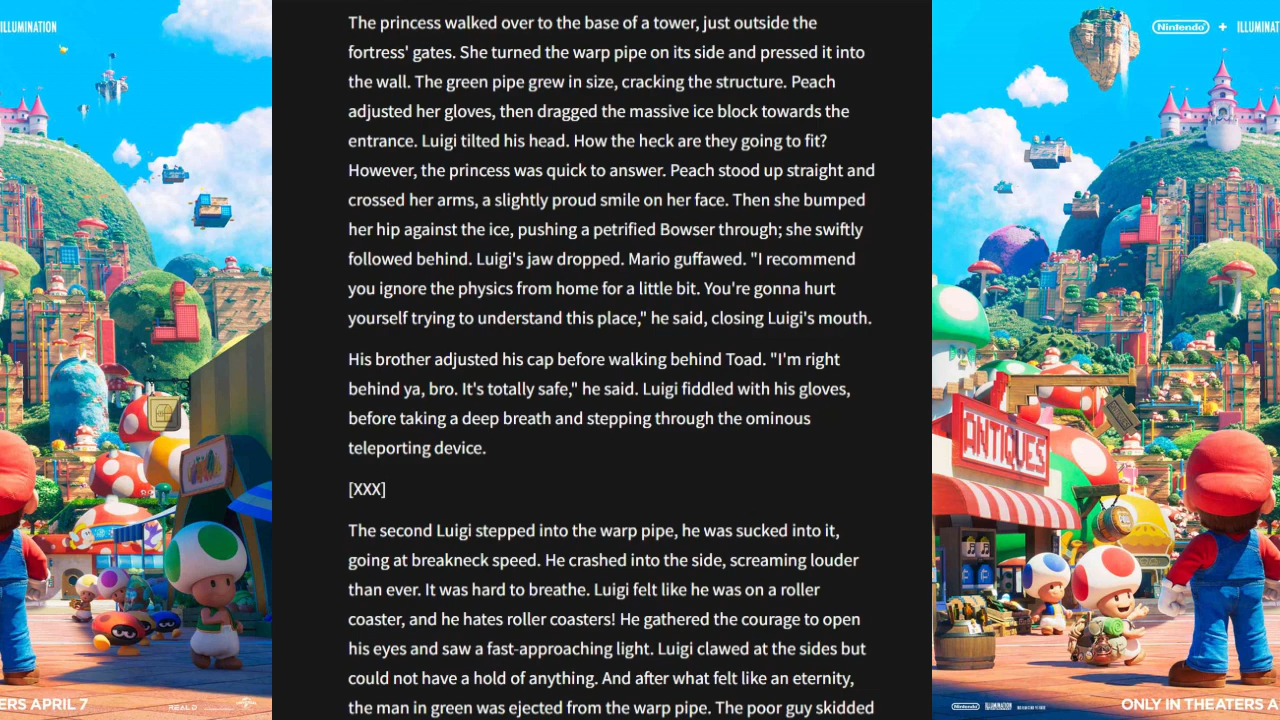 ILLUMINATION
The princess walked over to the base of a tower, just outside the
fortress' gates. She turned the warp pipe on its side and pressed it into
the wall. The green pipe grew in size, cracking the structure. Peach
adjusted her gloves, then dragged the massive ice block towards the
entrance. Luigi tilted his head. How the heck are they going to fit?
However, the princess was quick to answer. Peach stood up straight and
crossed her arms, a slightly proud smile on her face. Then she bumped
her hip against the ice, pushing a petrified Bowser through; she swiftly
followed behind. Luigi's jaw dropped. Mario guffawed. "I recommend
you ignore the physics from home for a little bit. You're gonna hurt
yourself trying to understand this place," he said, closing Luigi's mouth.
His brother adjusted his cap before walking behind Toad. "I'm right
behind ya, bro. It's totally safe," he said. Luigi fiddled with his gloves,
before taking a deep breath and stepping through the ominous
teleporting device.
[XXX]
The second Luigi stepped into the warp pipe, he was sucked into it,
going at breakneck speed. He crashed into the side, screaming louder
than ever. It was hard to breathe. Luigi felt like he was on a roller
coaster, and he hates roller coasters! He gathered the courage to open
his eyes and saw a fast-approaching light. Luigi clawed at the sides but
could not have a hold of anything. And after what felt like an eternity,
the man in green was ejected from the warp pipe. The poor guy skidded
Nintendo + ILLUMINAT
ANTIQUES
ERS APRIL 7
REAL D
Nintendo ILLUMINATION
ONLY IN THEATERS A